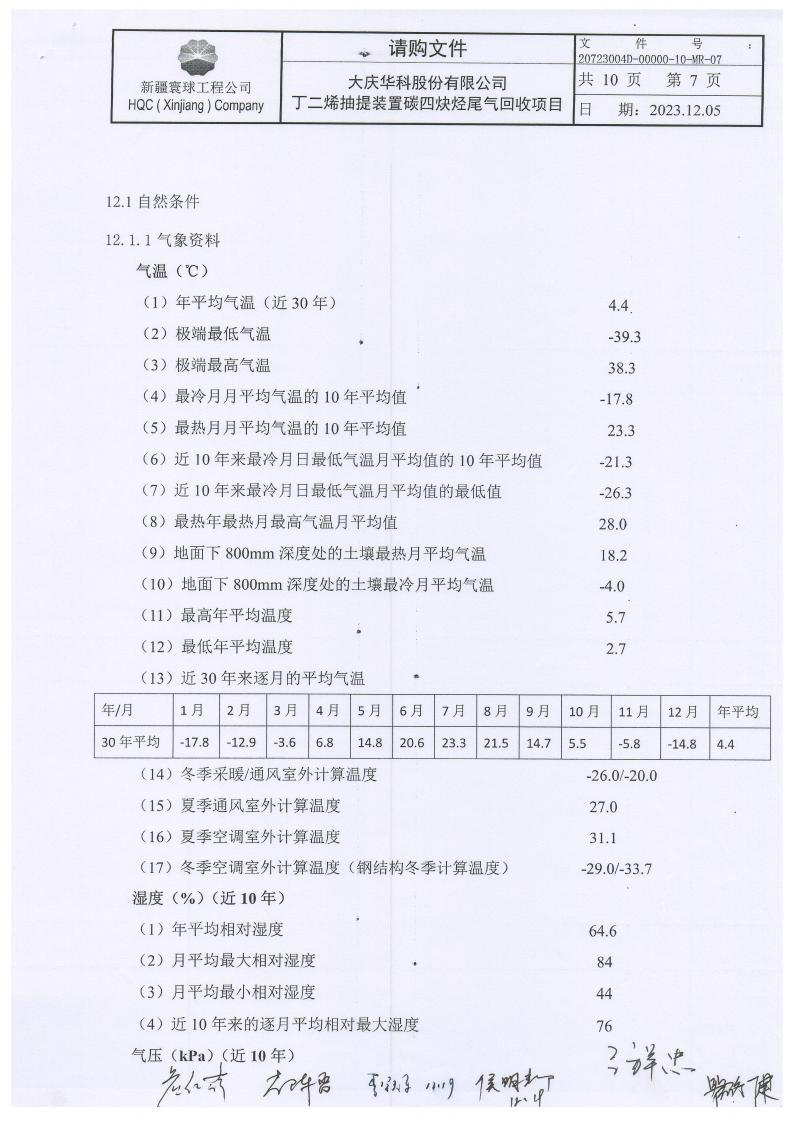 新疆寰球工程公司
HQC ( Xinjiang ) Company
请购文件
大庆华科股份有限公司
丁二烯抽提装置碳四炔烃尾气回收项目
文 件 号 :
20723004D-00000-10-MR-07
共 10 页 第 7 页
日 期: 2023.12.05
12.1 自然条件
12.1.1 气象资料
气温(℃)
(1)年平均气温(近 30 年) 4.4
(2)极端最低气温 -39.3
(3)极端最高气温 38.3
(4)最冷月月平均气温的 10 年平均值 -17.8
(5)最热月月平均气温的 10 年平均值 23.3
(6)近 10 年来最冷月日最低气温月平均值的 10 年平均值 -21.3
(7)近 10 年来最冷月日最低气温月平均值的最低值 -26.3
(8)最热年最热月最高气温月平均值 28.0
(9)地面下 800mm 深度处的土壤最热月平均气温 18.2
(10)地面下 800mm 深度处的土壤最冷月平均气温 -4.0
(11)最高年平均温度 5.7
(12)最低年平均温度 2.7
(13)近 30 年来逐月的平均气温
年/月 1 月 2 月 3 月 4 月 5 月 6 月 7 月 8 月 9 月 10 月 11 月 12 月 年平均
30 年平均 -17.8 -12.9 -3.6 6.8 14.8 20.6 23.3 21.5 14.7 5.5 -5.8 -14.8 4.4
(14)冬季采暖/通风室外计算温度 -26.0/-20.0
(15)夏季通风室外计算温度 27.0
(16)夏季空调室外计算温度 31.1
(17)冬季空调室外计算温度(钢结构冬季计算温度) -29.0/-33.7
湿度(%)(近 10 年)
(1)年平均相对湿度 64.6
(2)月平均最大相对湿度 84
(3)月平均最小相对湿度 44
(4)近 10 年来的逐月平均相对最大湿度 76
气压(kPa)(近 10 年)